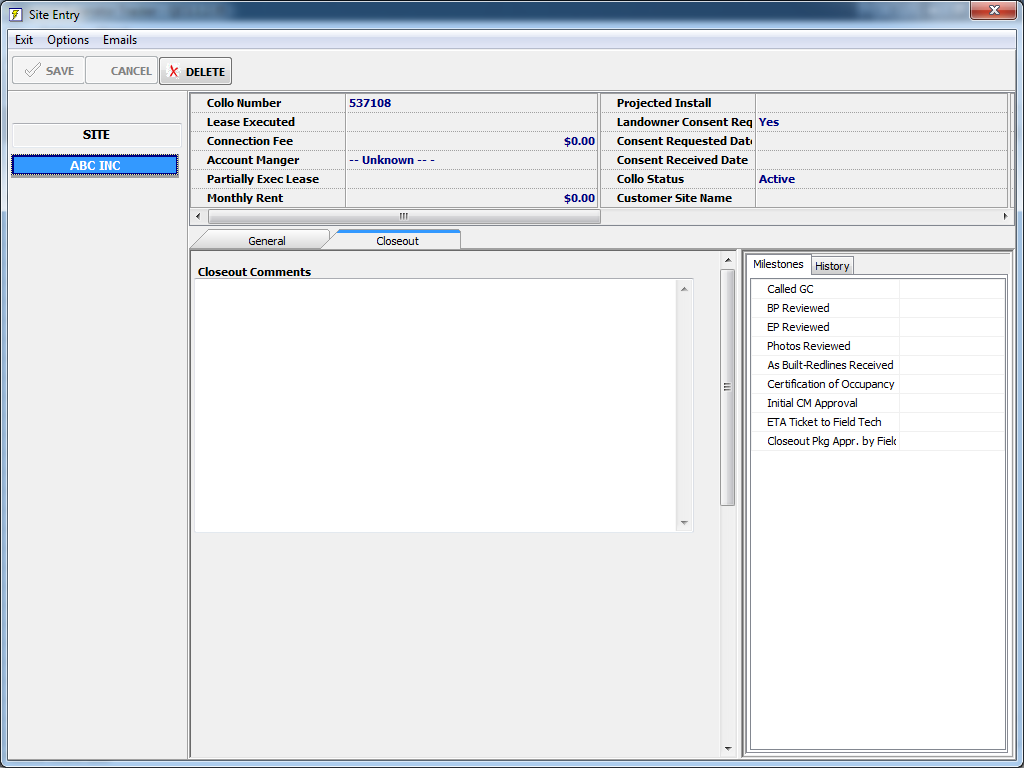 Site Entry
Exit Options Emails
SAVE CANCEL DELETE
SITE
ABC INC
Collo Number 537108
Lease Executed
Connection Fee $0.00
Account Manger -- Unknown -- -
Partially Exec Lease
Monthly Rent $0.00
Projected Install
Landowner Consent Req Yes
Consent Requested Date
Consent Received Date
Collo Status Active
Customer Site Name
General Closeout
Closeout Comments
Milestones History
Called GC
BP Reviewed
EP Reviewed
Photos Reviewed
As Built-Redlines Received
Certification of Occupancy
Initial CM Approval
ETA Ticket to Field Tech
Closeout Pkg Appr. by Fiel